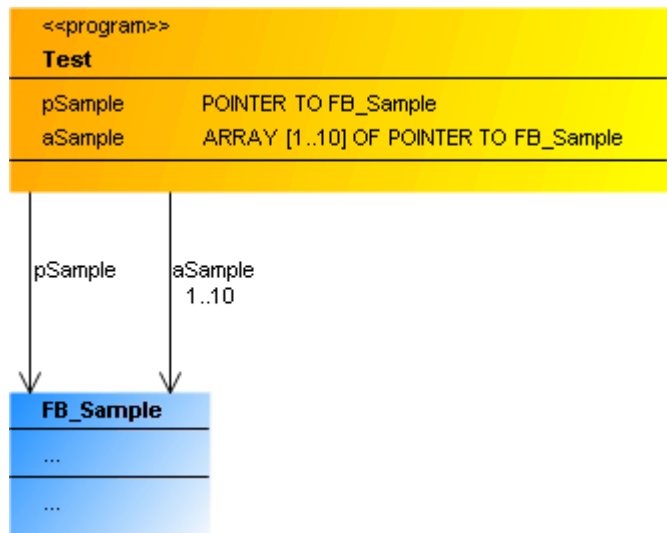 <<program>>
Test
pSample POINTER TO FB_Sample
aSample ARRAY [1..10] OF POINTER TO FB_Sample
pSample aSample
1..10
FB_Sample
...
...